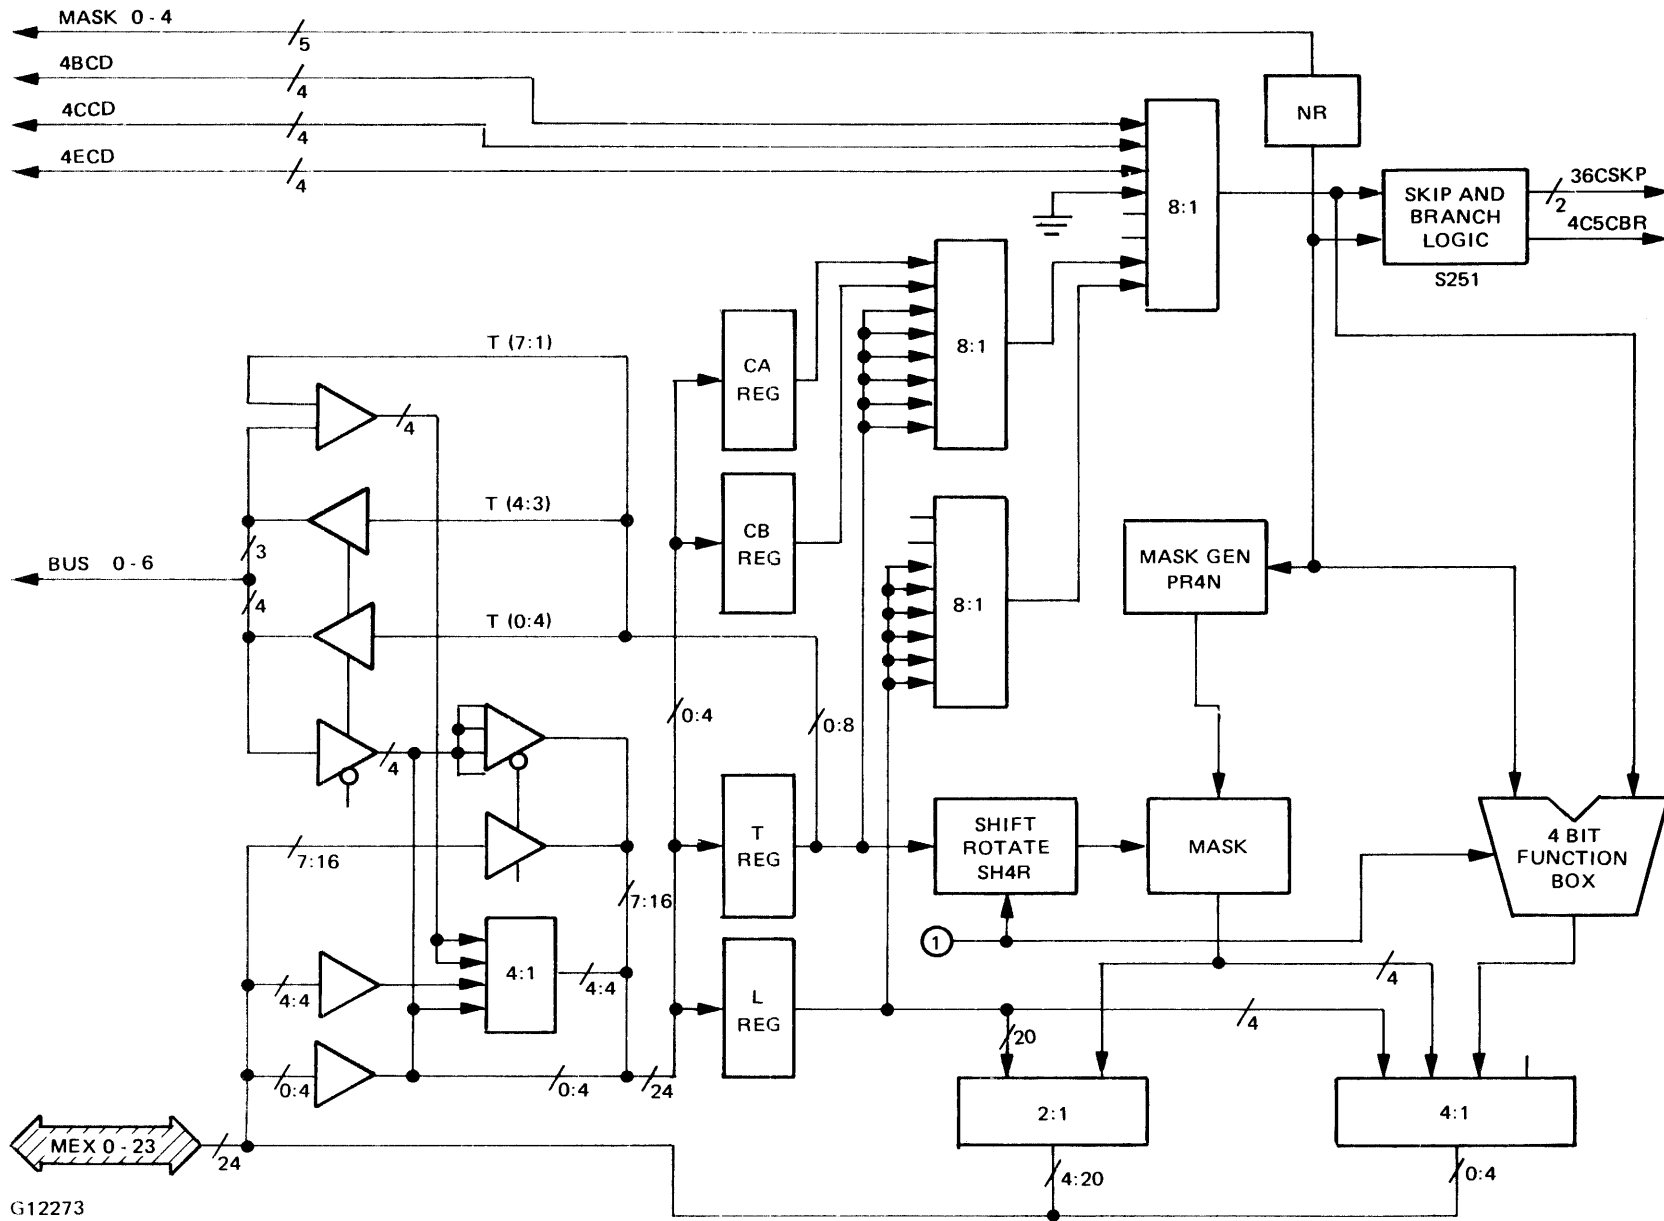 MASK 0 - 4
5
4BCD
4
4CCD
4
4ECD
4
NR
8:1
SKIP AND
BRANCH
LOGIC
S251
36CSKP
2
4C5CBR
T (7:1)
4
CA
REG
8:1
T (4:3)
3
BUS 0 - 6
4
T (0:4)
CB
REG
8:1
MASK GEN
PR4N
0:4
0:8
4
7:16
T
REG
SHIFT
ROTATE
SH4R
MASK
4 BIT
FUNCTION
BOX
7:16
1
4:1
4:4
4:4
L
REG
4
20
4
0:4
0:4
24
2:1
4:1
MEX 0 - 23
24
4:20
0:4
G12273